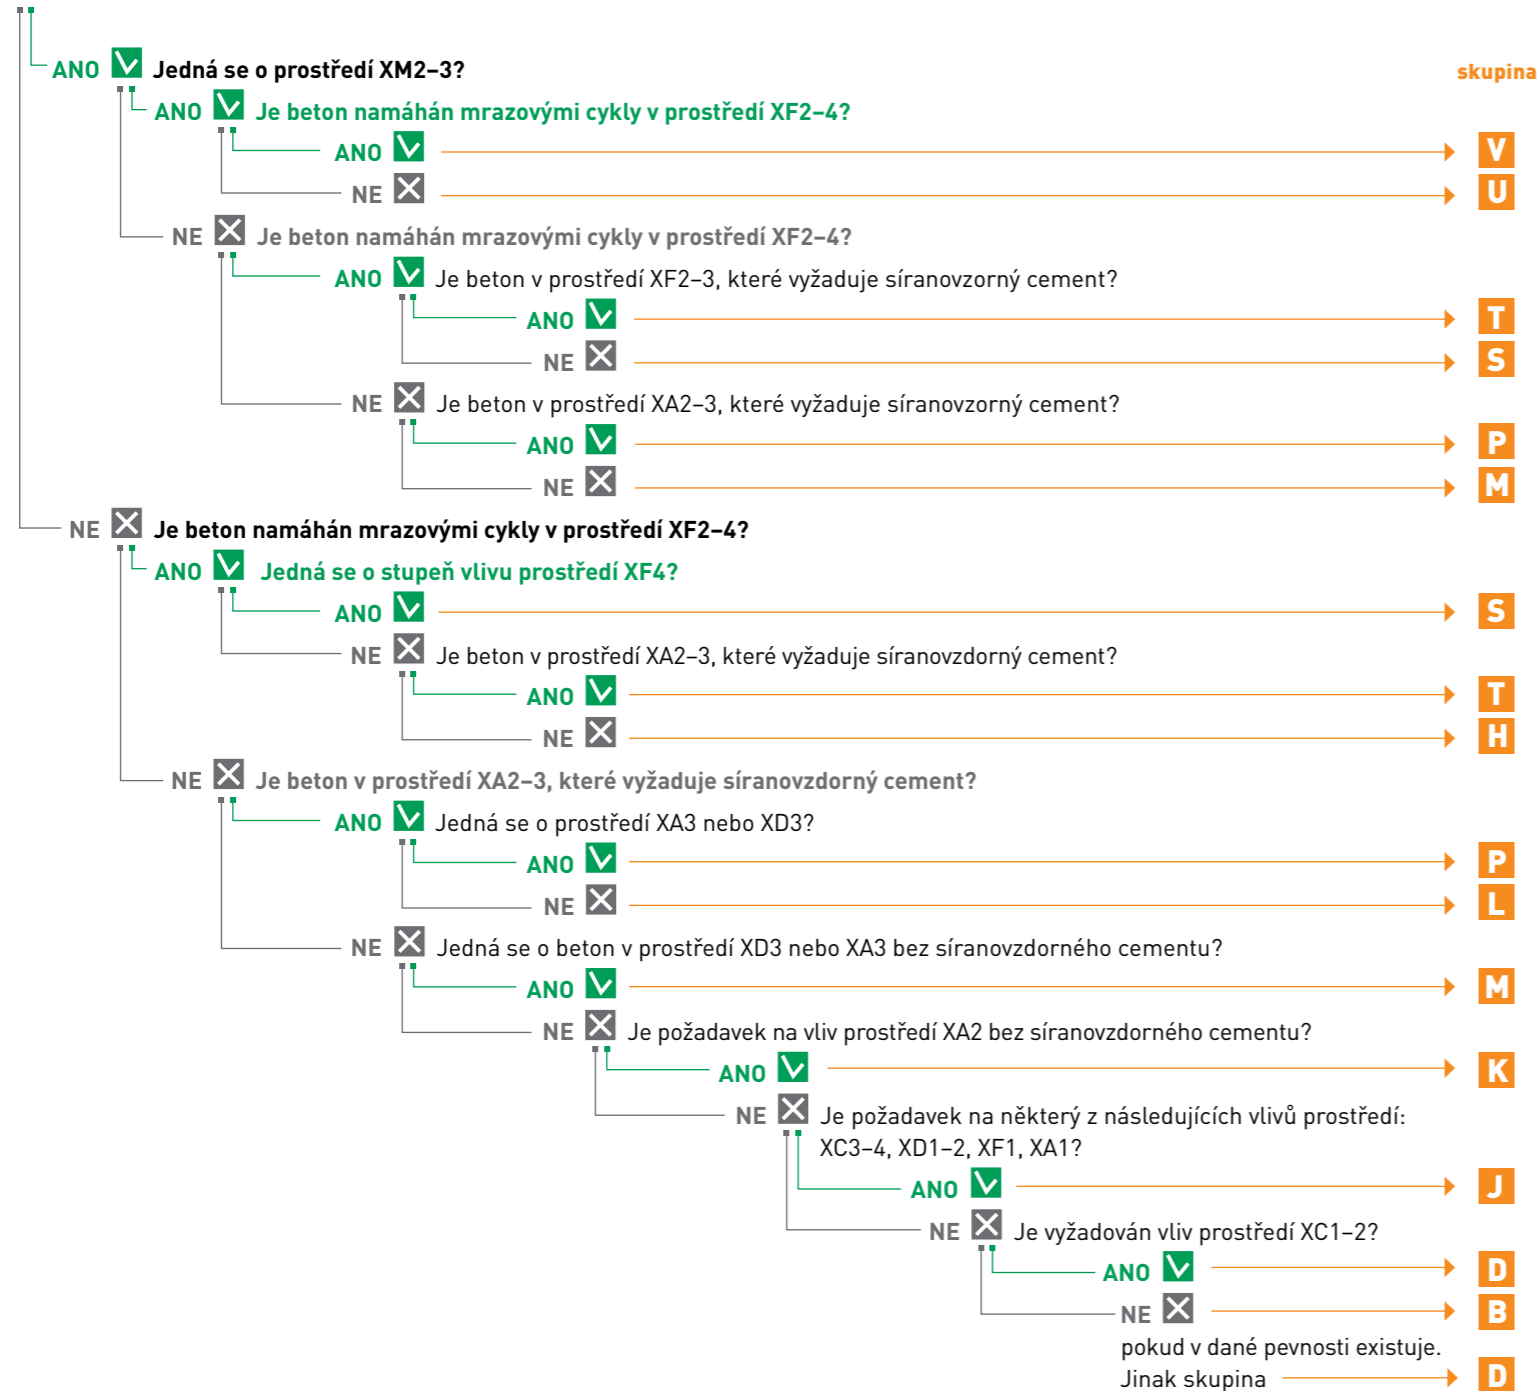 ANO Jedná se o prostředí XM2–3?
skupina
ANO Je beton namáhán mrazovými cykly v prostředí XF2–4?
ANO V
NE U
NE Je beton namáhán mrazovými cykly v prostředí XF2–4?
ANO Je beton v prostředí XF2–3, které vyžaduje síranovzorný cement?
ANO T
NE S
NE Je beton v prostředí XA2–3, které vyžaduje síranovzorný cement?
ANO P
NE M
NE Je beton namáhán mrazovými cykly v prostředí XF2–4?
ANO Jedná se o stupeň vlivu prostředí XF4?
ANO S
NE Je beton v prostředí XA2–3, které vyžaduje síranovzdorný cement?
ANO T
NE H
NE Je beton v prostředí XA2–3, které vyžaduje síranovzdorný cement?
ANO Jedná se o prostředí XA3 nebo XD3?
ANO P
NE L
NE Jedná se o beton v prostředí XD3 nebo XA3 bez síranovzdorného cementu?
ANO M
NE Je požadavek na vliv prostředí XA2 bez síranovzdorného cementu?
ANO K
NE Je požadavek na některý z následujících vlivů prostředí:
XC3–4, XD1–2, XF1, XA1?
ANO J
NE Je vyžadován vliv prostředí XC1–2?
ANO D
NE B
pokud v dané pevnosti existuje.
Jinak skupina D